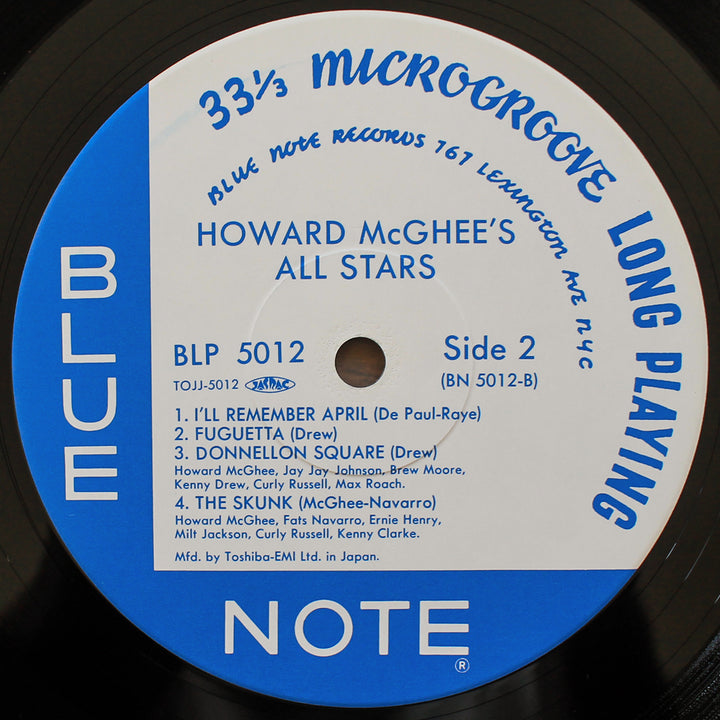 33⅓ MICROGROOVE LONG PLAYING
BLUE NOTE RECORDS 767 LEXINGTON AVE NYC
HOWARD McGHEE'S
ALL STARS
BLP 5012
Side 2
TOJJ-5012 JASRAC
(BN 5012-B)
1. I'LL REMEMBER APRIL (De Paul-Raye)
2. FUGUETTA (Drew)
3. DONNELLON SQUARE (Drew)
Howard McGhee, Jay Jay Johnson, Brew Moore,
Kenny Drew, Curly Russell, Max Roach.
4. THE SKUNK (McGhee-Navarro)
Howard McGhee, Fats Navarro, Ernie Henry,
Milt Jackson, Curly Russell, Kenny Clarke.
Mfd. by Toshiba-EMI Ltd. in Japan.
BLUE
NOTE ®